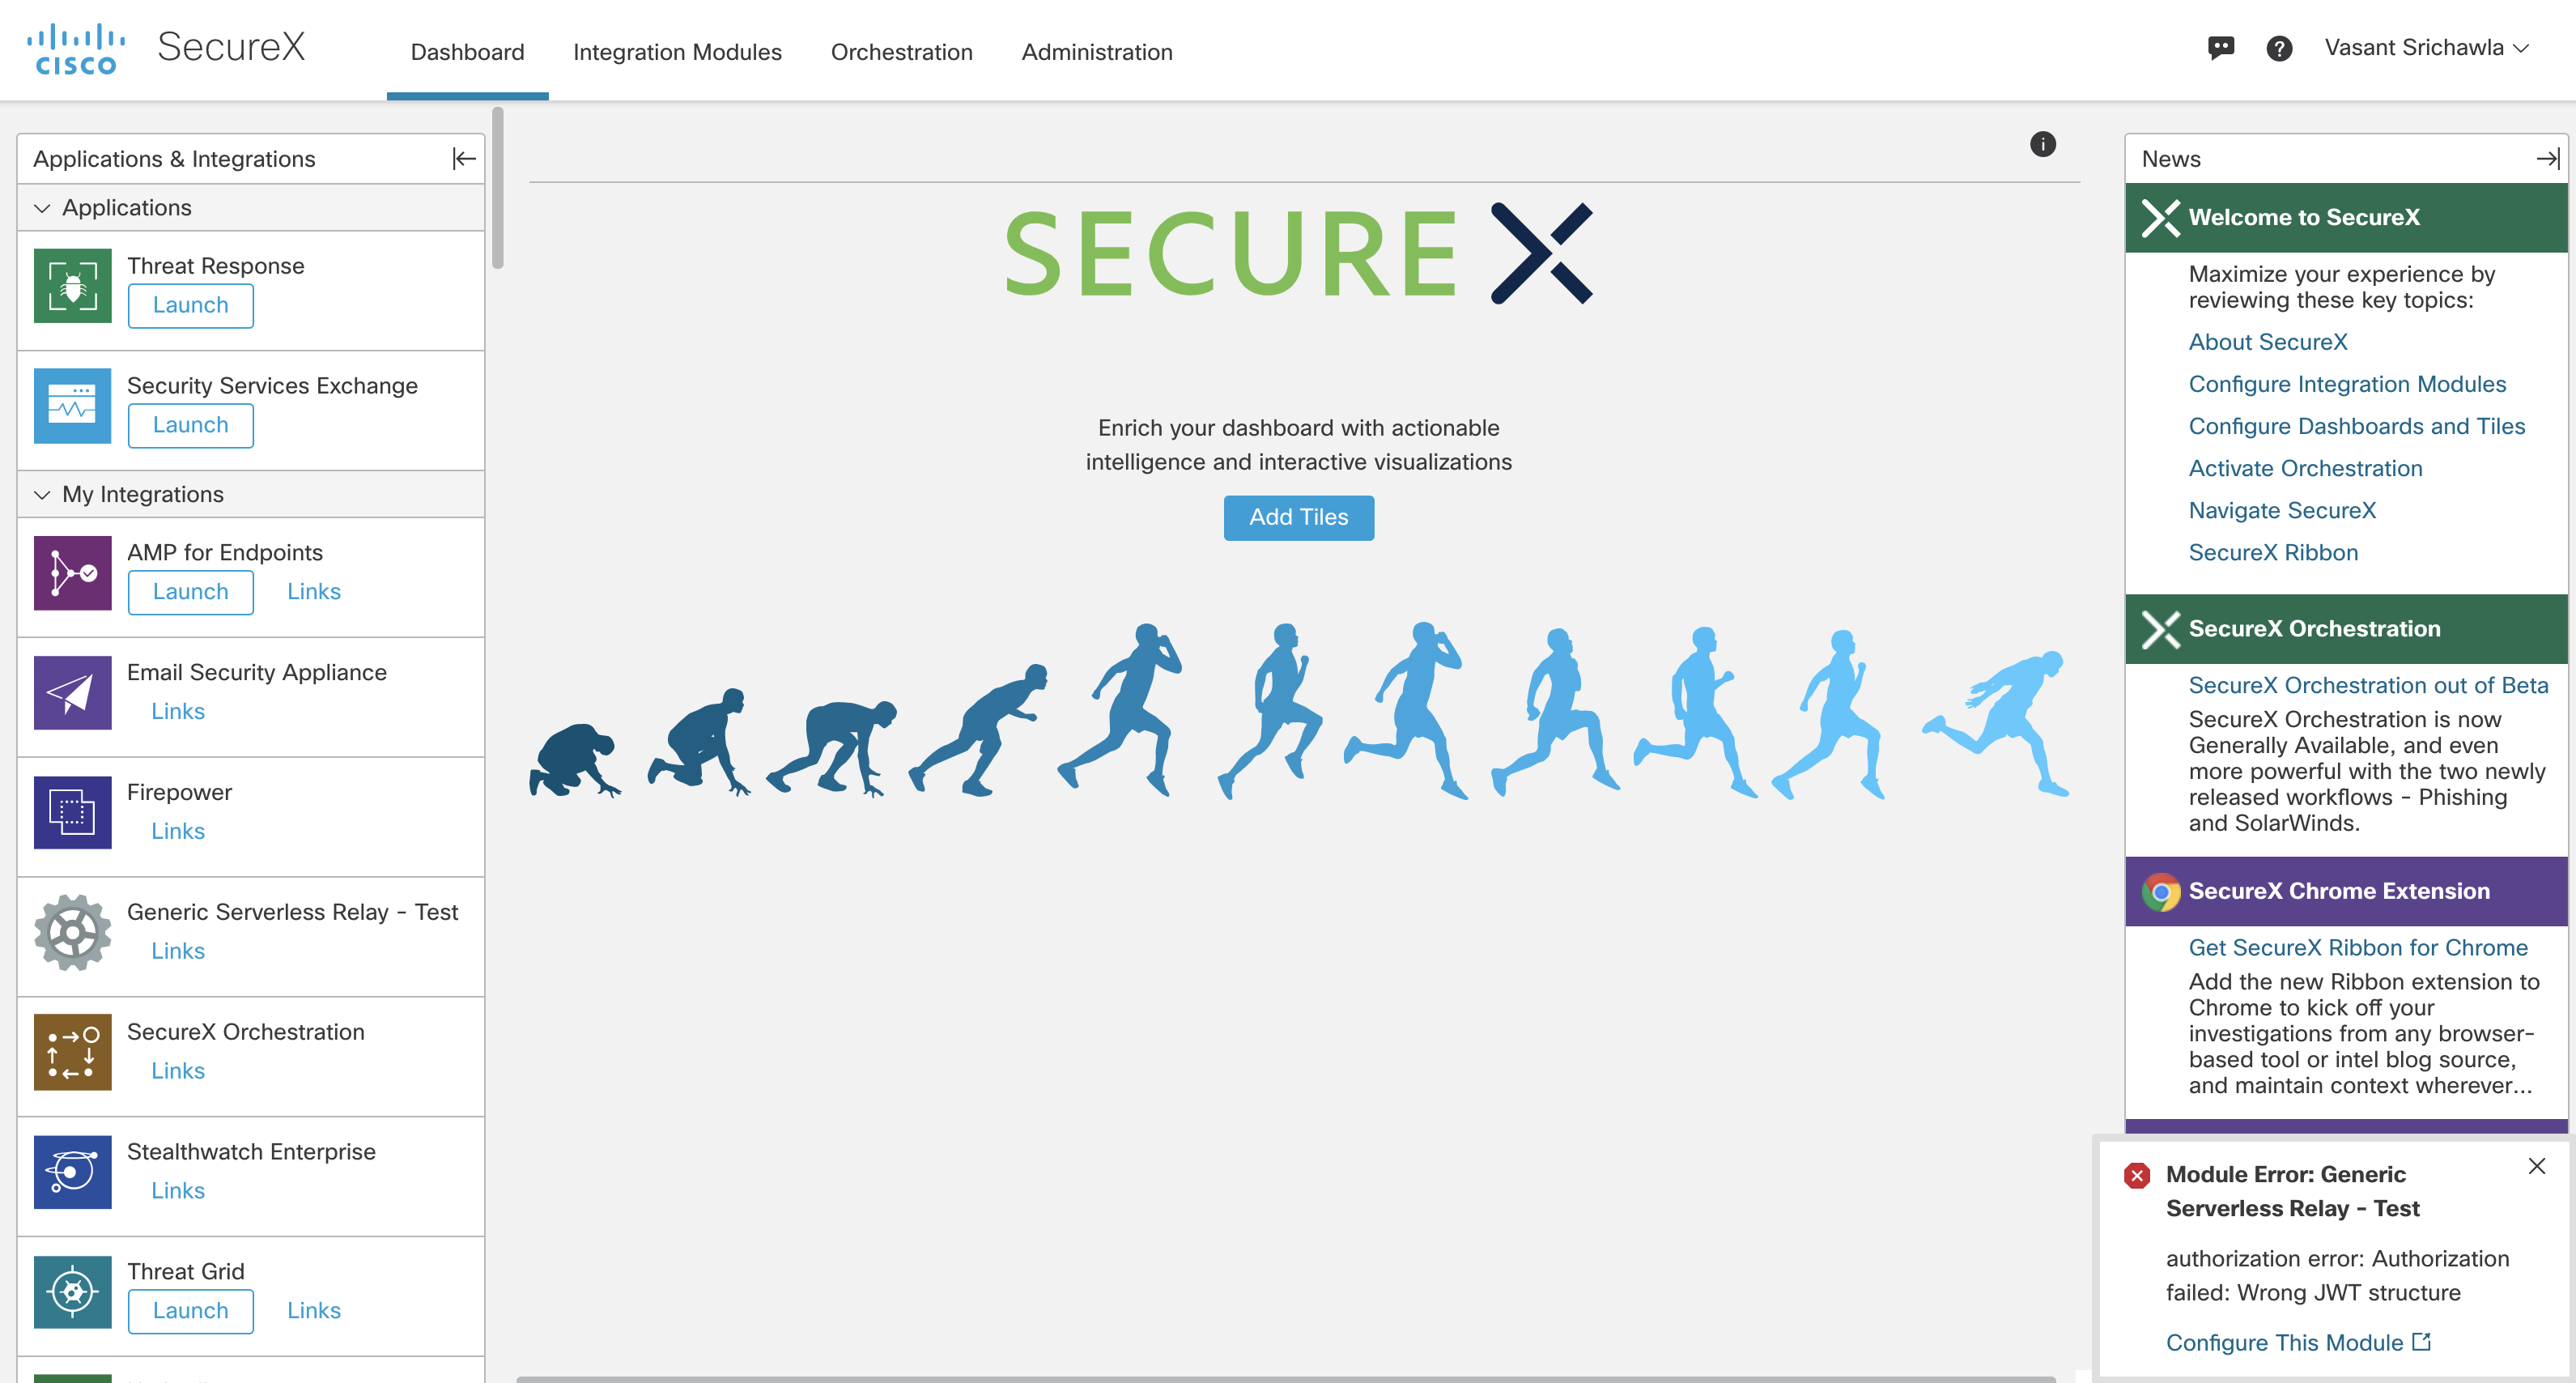 CISCO
SecureX
Dashboard
Integration Modules
Orchestration
Administration
Vasant Srichawla
Applications & Integrations
Applications
Threat Response
Launch
Security Services Exchange
Launch
My Integrations
AMP for Endpoints
Launch
Links
Email Security Appliance
Links
Firepower
Links
Generic Serverless Relay - Test
Links
SecureX Orchestration
Links
Stealthwatch Enterprise
Links
Threat Grid
Launch
Links
SECURE X
Enrich your dashboard with actionable
intelligence and interactive visualizations
Add Tiles
News
Welcome to SecureX
Maximize your experience by
reviewing these key topics:
About SecureX
Configure Integration Modules
Configure Dashboards and Tiles
Activate Orchestration
Navigate SecureX
SecureX Ribbon
SecureX Orchestration
SecureX Orchestration out of Beta
SecureX Orchestration is now
Generally Available, and even
more powerful with the two newly
released workflows - Phishing
and SolarWinds.
SecureX Chrome Extension
Get SecureX Ribbon for Chrome
Add the new Ribbon extension to
Chrome to kick off your
investigations from any browser-
based tool or intel blog source,
and maintain context wherever...
Module Error: Generic
Serverless Relay - Test
authorization error: Authorization
failed: Wrong JWT structure
Configure This Module